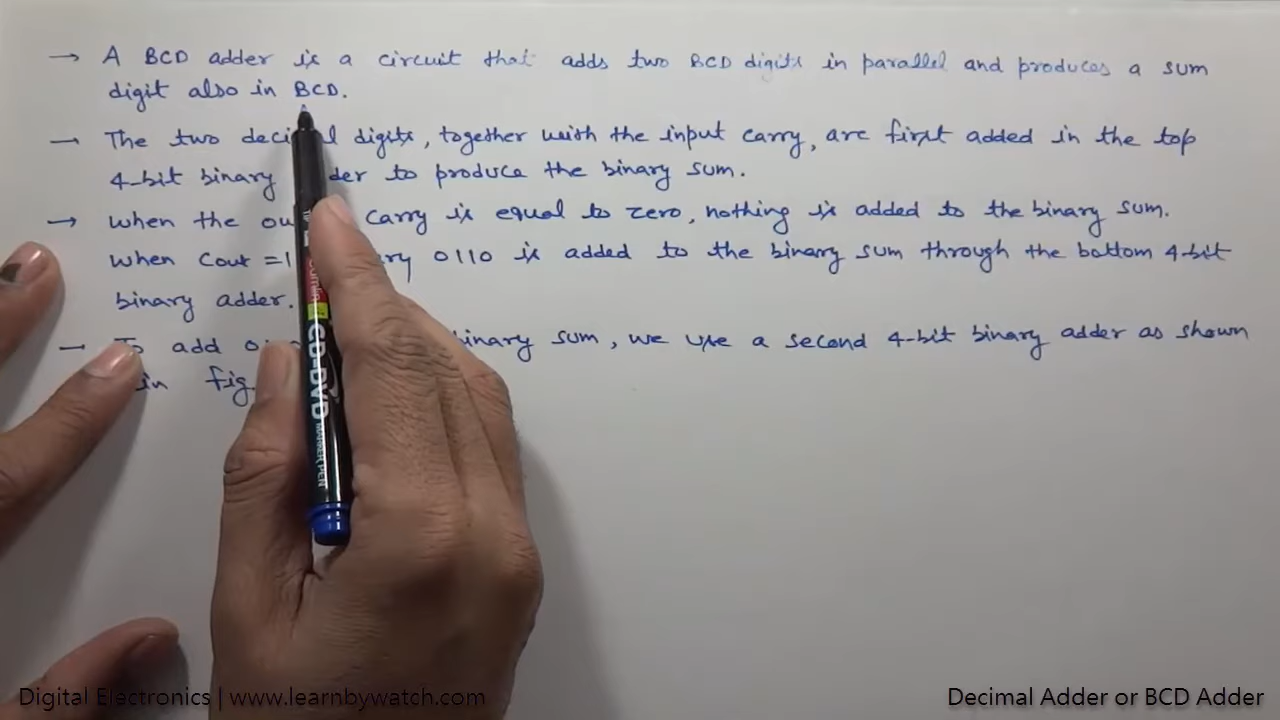 → A BCD adder is a circuit that adds two BCD digits in parallel and produces a sum
digit also in BCD.
→ The two digits, together with the input carry, are first added in the top
4-bit binary to produce the binary sum.
→ when the carry is equal to zero, nothing is added to the binary sum.
when Cout =1 0110 is added to the binary sum through the bottom 4-bit
binary adder.
→ To add binary sum, we use a second 4-bit binary adder as shown
in fig
CD-DVD MARKER PEN
Digital Electronics | www.learnbywatch.com
Decimal Adder or BCD Adder